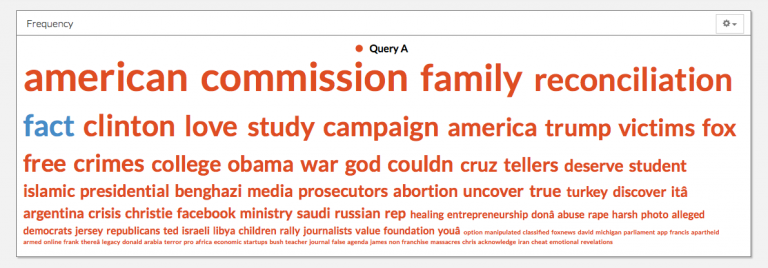 Frequency
Query A
american commission family reconciliation
fact clinton love study campaign america trump victims fox
free crimes college obama war god couldn cruz tellers deserve student
islamic presidential benghazi media prosecutors abortion uncover true turkey discover itâ
argentina crisis christie facebook ministry saudi russian rep healing entrepreneurship donâ abuse rape harsh photo alleged
democrats jersey republicans ted israeli libya children rally journalists value foundation youâ option manipulated classified foxnews david michigan parliament app francis apartheid
armed online frank thereâ legacy donald arabia terror pro africa economic startups bush teacher journal false agenda james non franchise massacres chris acknowledge iran cheat emotional revelations